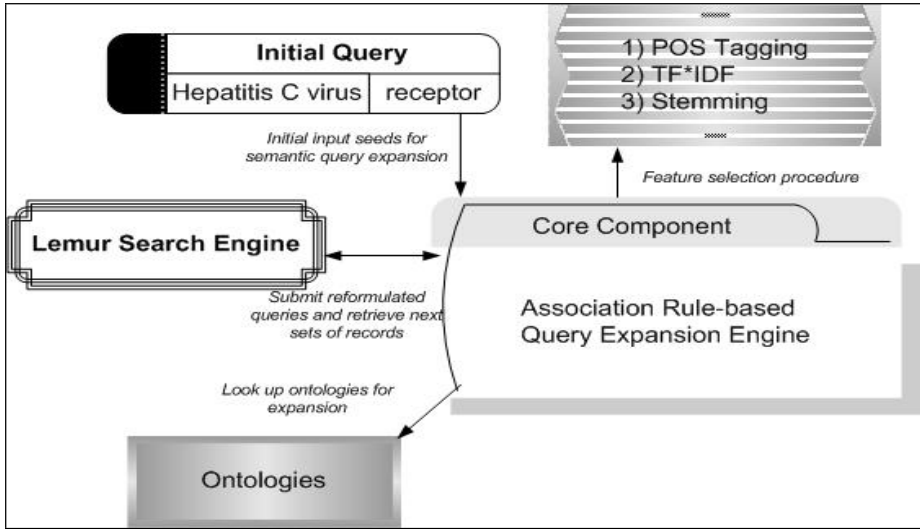 Initial Query
Hepatitis C virus receptor
1) POS Tagging
2) TF*IDF
3) Stemming
Initial input seeds for
semantic query expansion
Feature selection procedure
Core Component
Lemur Search Engine
Submit reformulated
queries and retrieve next
sets of records
Association Rule-based
Query Expansion Engine
Look up ontologies for
expansion
Ontologies